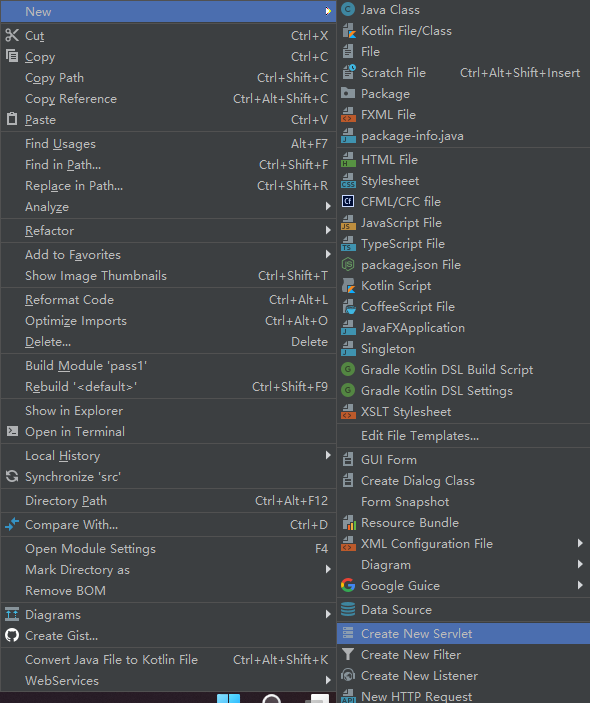 New
Cut Ctrl+X
Copy Ctrl+C
Copy Path Ctrl+Shift+C
Copy Reference Ctrl+Alt+Shift+C
Paste Ctrl+V
Find Usages Alt+F7
Find in Path... Ctrl+Shift+F
Replace in Path... Ctrl+Shift+R
Analyze
Refactor
Add to Favorites
Show Image Thumbnails Ctrl+Shift+T
Reformat Code Ctrl+Alt+L
Optimize Imports Ctrl+Alt+O
Delete... Delete
Build Module 'pass1'
Rebuild '<default>' Ctrl+Shift+F9
Show in Explorer
Open in Terminal
Local History
Synchronize 'src'
Directory Path Ctrl+Alt+F12
Compare With... Ctrl+D
Open Module Settings F4
Mark Directory as
Remove BOM
Diagrams
Create Gist...
Convert Java File to Kotlin File Ctrl+Alt+Shift+K
WebServices
Java Class
Kotlin File/Class
File
Scratch File Ctrl+Alt+Shift+Insert
Package
FXML File
package-info.java
HTML File
Stylesheet
CFML/CFC file
JavaScript File
TypeScript File
package.json File
Kotlin Script
CoffeeScript File
JavaFXApplication
Singleton
Gradle Kotlin DSL Build Script
Gradle Kotlin DSL Settings
XSLT Stylesheet
Edit File Templates...
GUI Form
Create Dialog Class
Form Snapshot
Resource Bundle
XML Configuration File
Diagram
Google Guice
Data Source
Create New Servlet
Create New Filter
Create New Listener
New HTTP Request